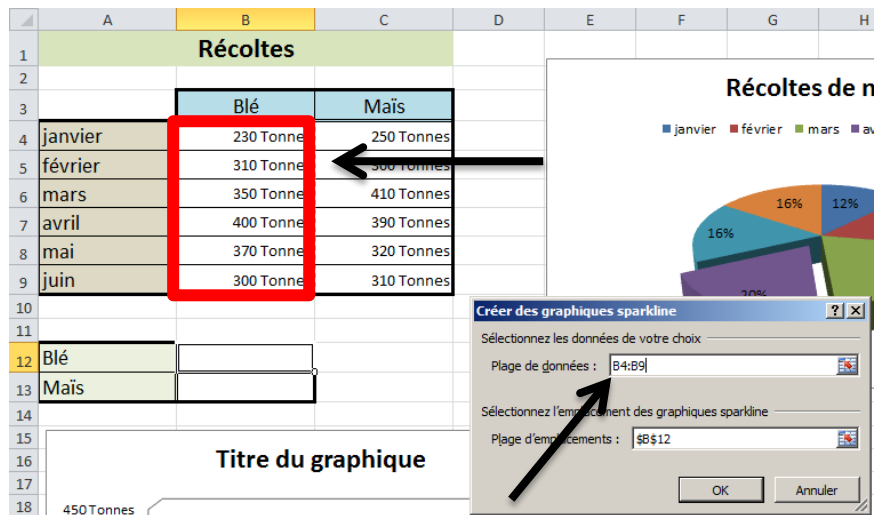 A B C D E F G H
1 Récoltes
2
3 Blé Maïs
4 janvier 230 Tonne 250 Tonnes
5 février 310 Tonne 300 Tonnes
6 mars 350 Tonne 410 Tonnes
7 avril 400 Tonne 390 Tonnes
8 mai 370 Tonne 320 Tonnes
9 juin 300 Tonne 310 Tonnes
10
11
12 Blé
13 Maïs
14
15
16
17
18
Récoltes de n
janvier février mars av
16% 12%
16%
20%
Créer des graphiques sparkline
Sélectionnez les données de votre choix
Plage de données : B4:B9
Sélectionnez l'emplacement des graphiques sparkline
Plage d'emplacements : $B$12
OK Annuler
Titre du graphique
450 Tonnes